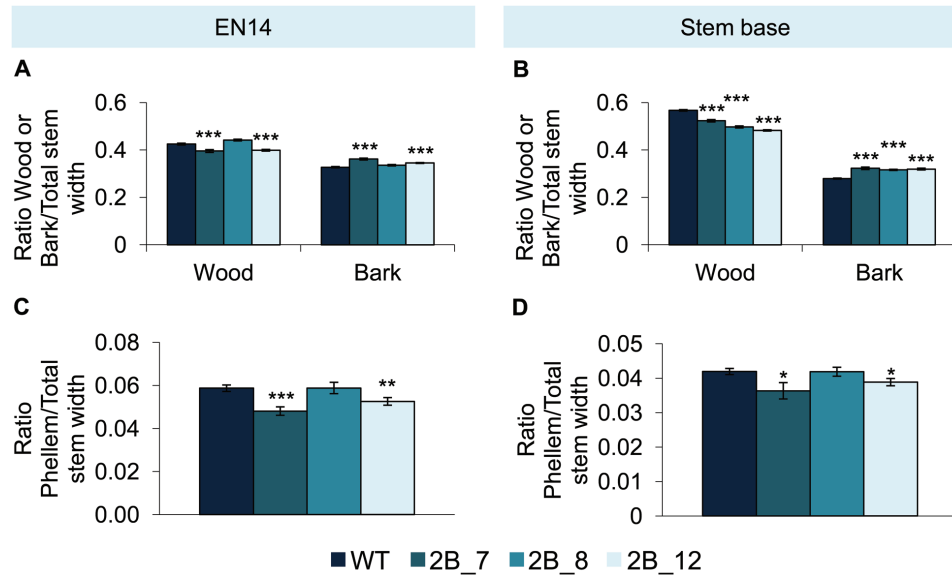 EN14
Stem base
A
Ratio Wood or
Bark/Total stem
width
0.6
0.4
0.2
0
***
***
***
***
Wood
Bark
B
Ratio Wood or
Bark/Total stem
width
0.6
0.4
0.2
0
***
***
***
***
***
***
Wood
Bark
C
Ratio
Phellem/Total
stem width
0.08
0.06
0.04
0.02
0.00
***
**
D
Ratio
Phellem/Total
stem width
0.05
0.04
0.03
0.02
0.01
0
*
*
WT 2B_7 2B_8 2B_12